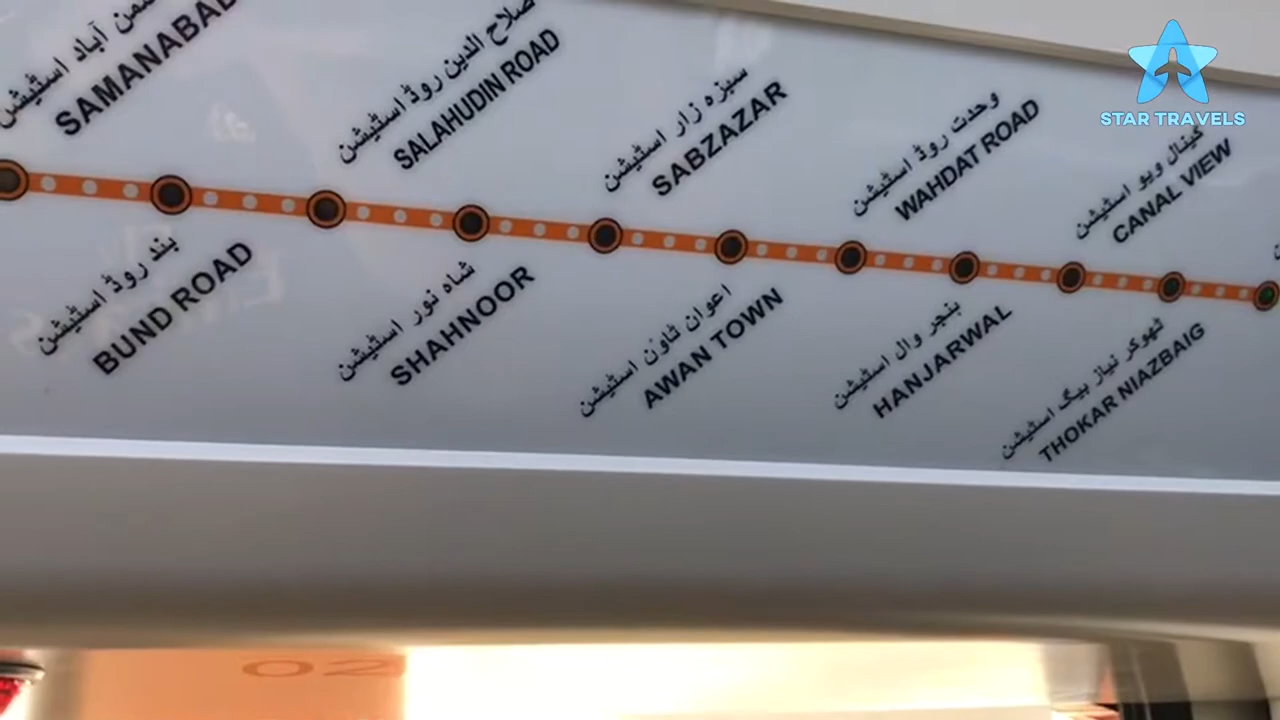 سمن آباد اسٹیشن
SAMANABAD
صلاح الدین روڈ اسٹیشن
SALAHUDIN ROAD
سبزہ زار اسٹیشن
SABZAZAR
وحدت روڈ اسٹیشن
WAHDAT ROAD
کینال ویو اسٹیشن
CANAL VIEW
بند روڈ اسٹیشن
BUND ROAD
شاہ نور اسٹیشن
SHAHNOOR
اعوان ٹاؤن اسٹیشن
AWAN TOWN
ہنجر وال اسٹیشن
HANJARWAL
ٹھوکر نیاز بیگ اسٹیشن
THOKAR NIAZBAIG
STAR TRAVELS
02